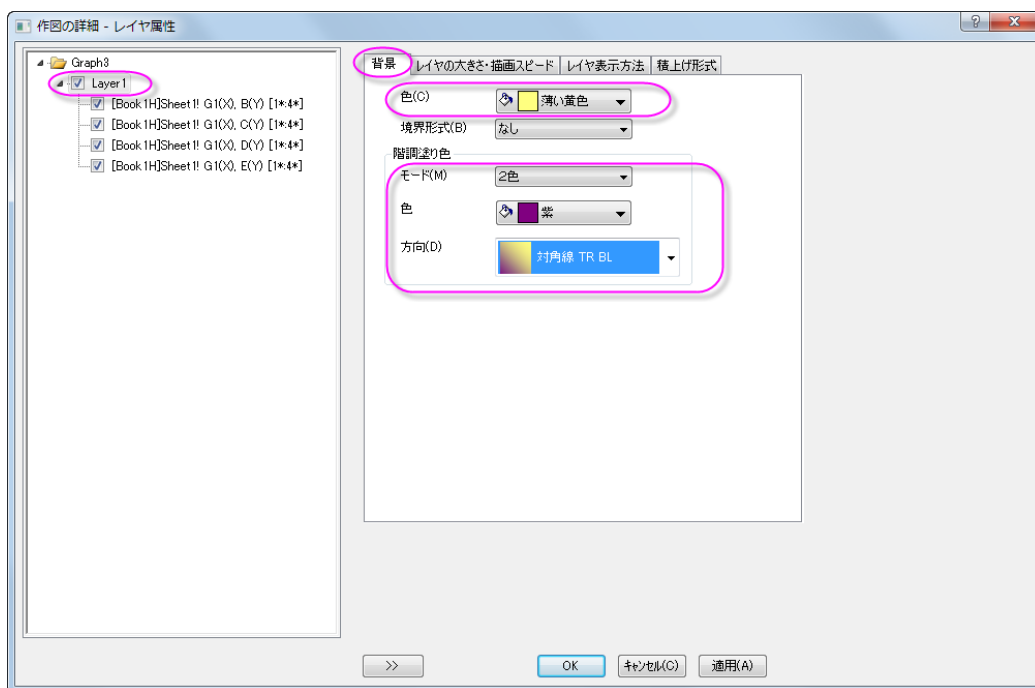 作図の詳細 - レイヤ属性
Graph3
Layer1
[Book1H]Sheet1! G1(X), B(Y) [1*:4*]
[Book1H]Sheet1! G1(X), C(Y) [1*:4*]
[Book1H]Sheet1! G1(X), D(Y) [1*:4*]
[Book1H]Sheet1! G1(X), E(Y) [1*:4*]
背景 レイヤの大きさ・描画スピード レイヤ表示方法 積上げ形式
色(C) 薄い黄色
境界形式(B) なし
階調塗り色
モード(M) 2色
色 紫
方向(D) 対角線 TR BL
>> OK キャンセル(C) 適用(A)